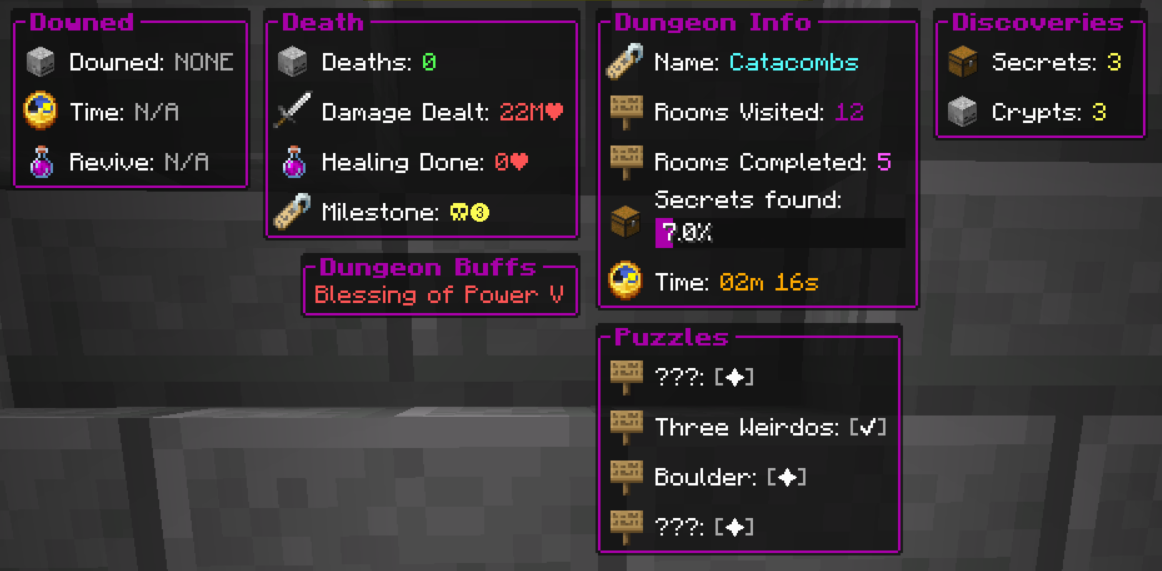 Downed
Downed: NONE
Time: N/A
Revive: N/A
Death
Deaths: 0
Damage Dealt: 22M❤
Healing Done: 0❤
Milestone: ☠❸
Dungeon Buffs
Blessing of Power V
Dungeon Info
Name: Catacombs
Rooms Visited: 12
Rooms Completed: 5
Secrets found:
7.0%
Time: 02m 16s
Puzzles
???: [✦]
Three Weirdos: [✔]
Boulder: [✦]
???: [✦]
Discoveries
Secrets: 3
Crypts: 3